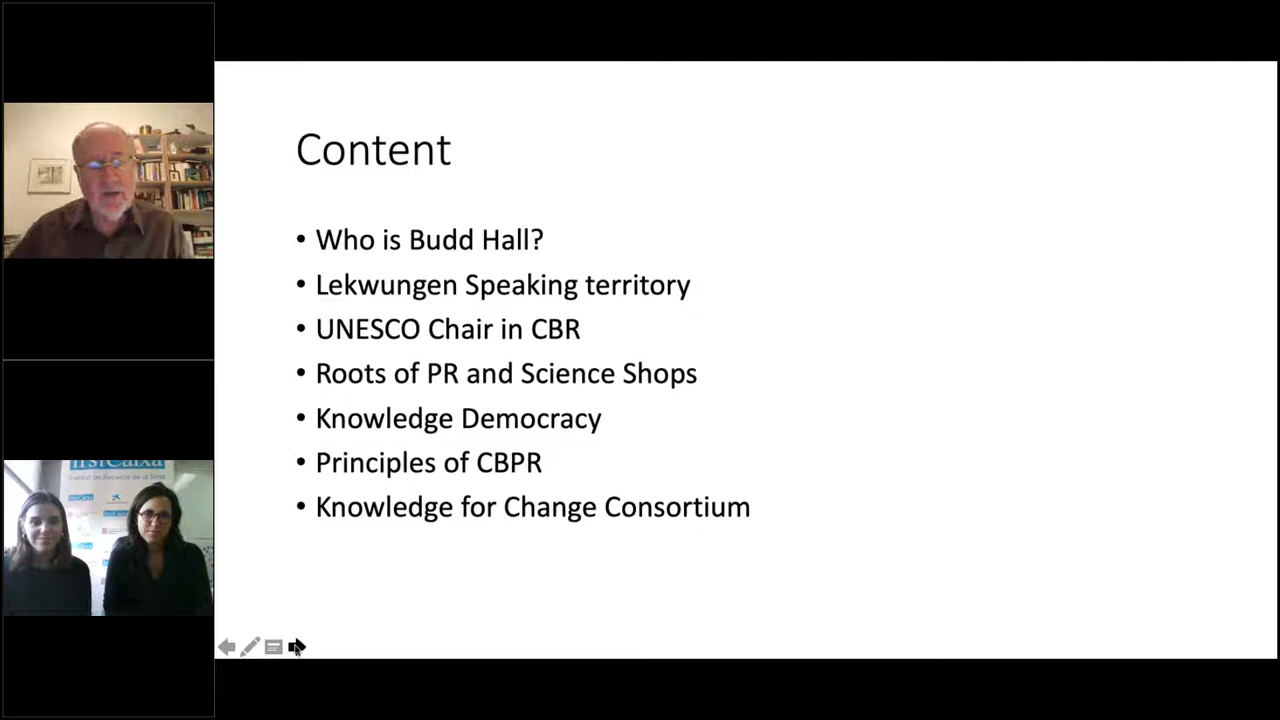 Content
• Who is Budd Hall?
• Lekwungen Speaking territory
• UNESCO Chair in CBR
• Roots of PR and Science Shops
• Knowledge Democracy
• Principles of CBPR
• Knowledge for Change Consortium
irsiCaixa